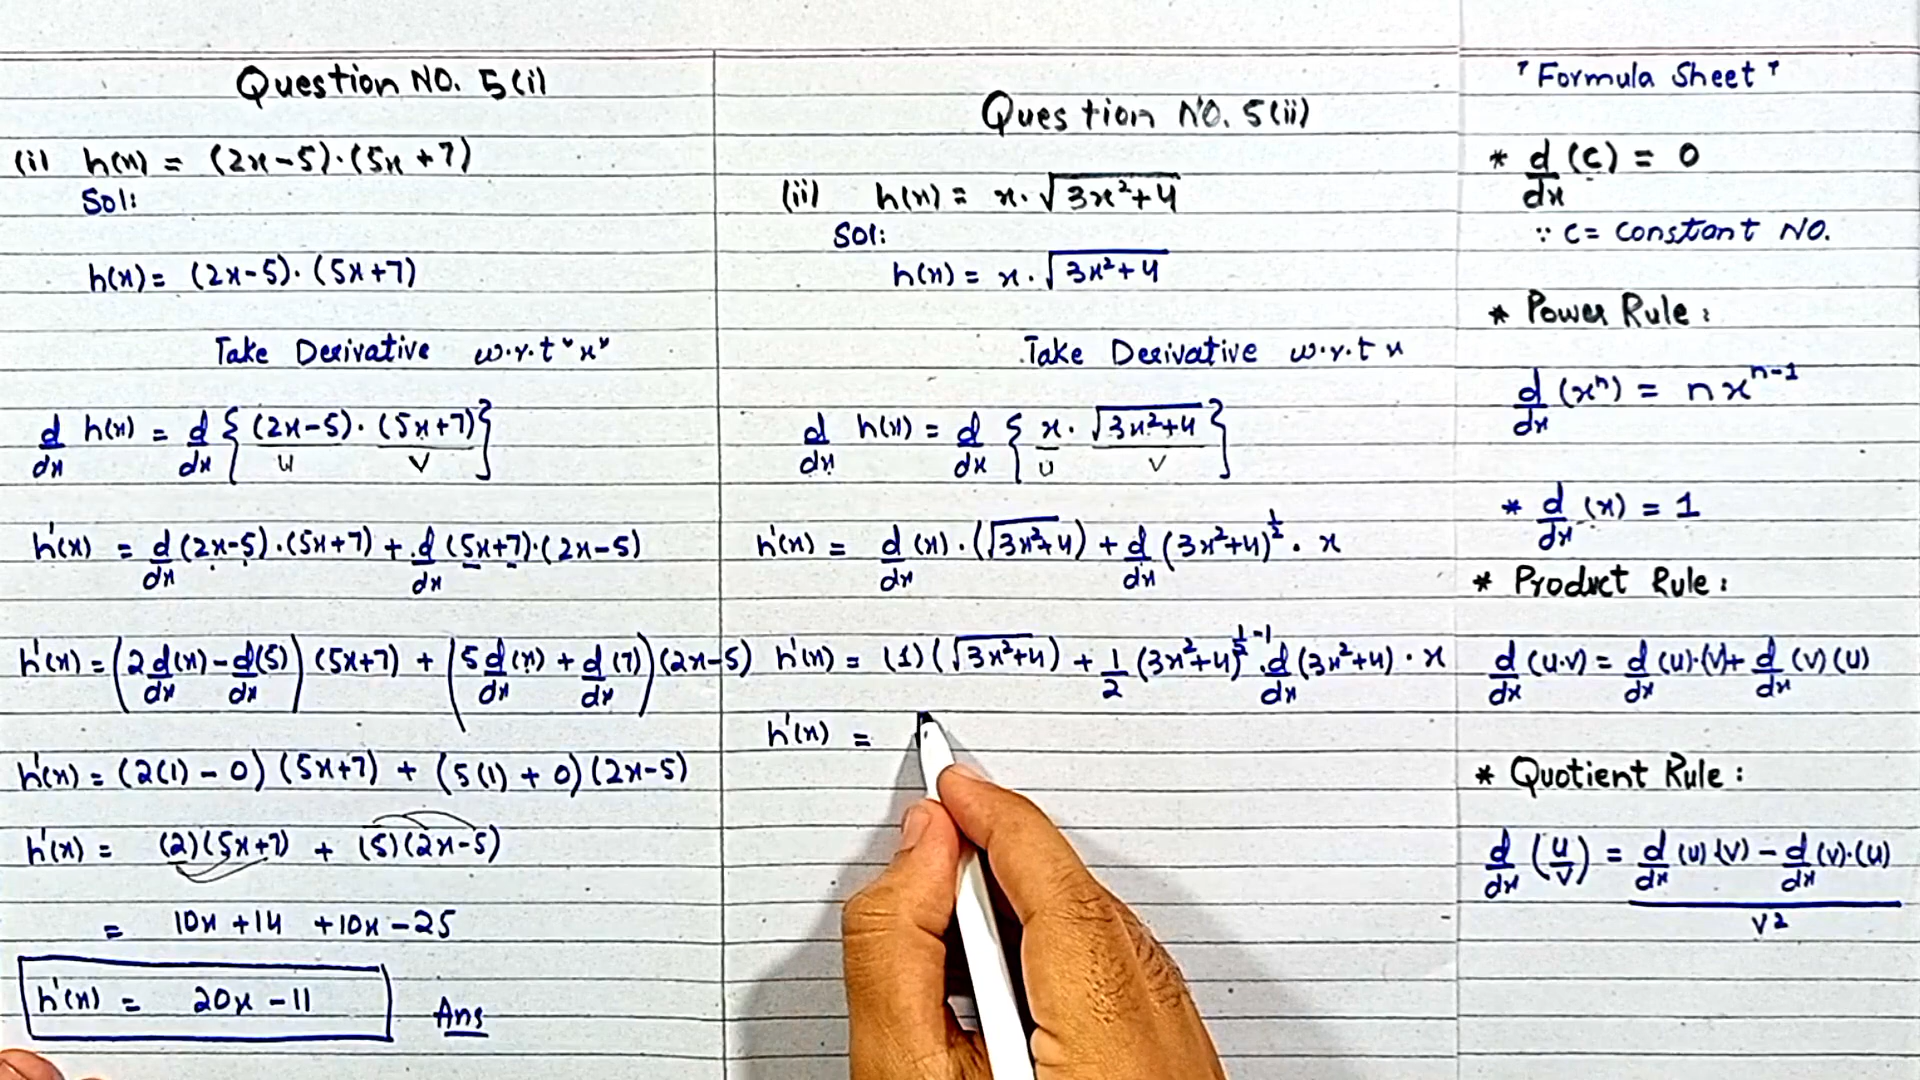 Question NO. 5(i)
(i) h(x) = (2x-5)·(5x+7)
Sol:
h(x) = (2x-5)·(5x+7)
Take Derivative w.r.t "x"
d/dx h(x) = d/dx {(2x-5)·(5x+7)}
U V
h'(x) = d/dx (2x-5)·(5x+7) + d/dx (5x+7)·(2x-5)
h'(x) = (2 d/dx (x) - d/dx (5)) (5x+7) + (5 d/dx (x) + d/dx (7)) (2x-5)
h'(x) = (2(1) - 0) (5x+7) + (5(1) + 0) (2x-5)
h'(x) = (2)(5x+7) + (5)(2x-5)
= 10x+14 +10x-25
h'(x) = 20x-11 Ans
Question NO. 5(ii)
(ii) h(x) = x·√(3x²+4)
Sol:
h(x) = x·√(3x²+4)
Take Derivative w.r.t x
d/dx h(x) = d/dx {x·√(3x²+4)}
U V
h'(x) = d/dx (x)·(√(3x²+4)) + d/dx (3x²+4)^(1/2) · x
h'(x) = (1)(√(3x²+4)) + 1/2 (3x²+4)^(1/2 -1) · d/dx (3x²+4) · x
h'(x) =
"Formula Sheet"
* d/dx (c) = 0
∵ c = constant NO.
* Power Rule:
d/dx (xⁿ) = n xⁿ⁻¹
* d/dx (x) = 1
* Product Rule:
d/dx (u·v) = d/dx (u)·(v) + d/dx (v)(u)
* Quotient Rule:
d/dx (u/v) = d/dx (u)·(v) - d/dx (v)·(u)
v2